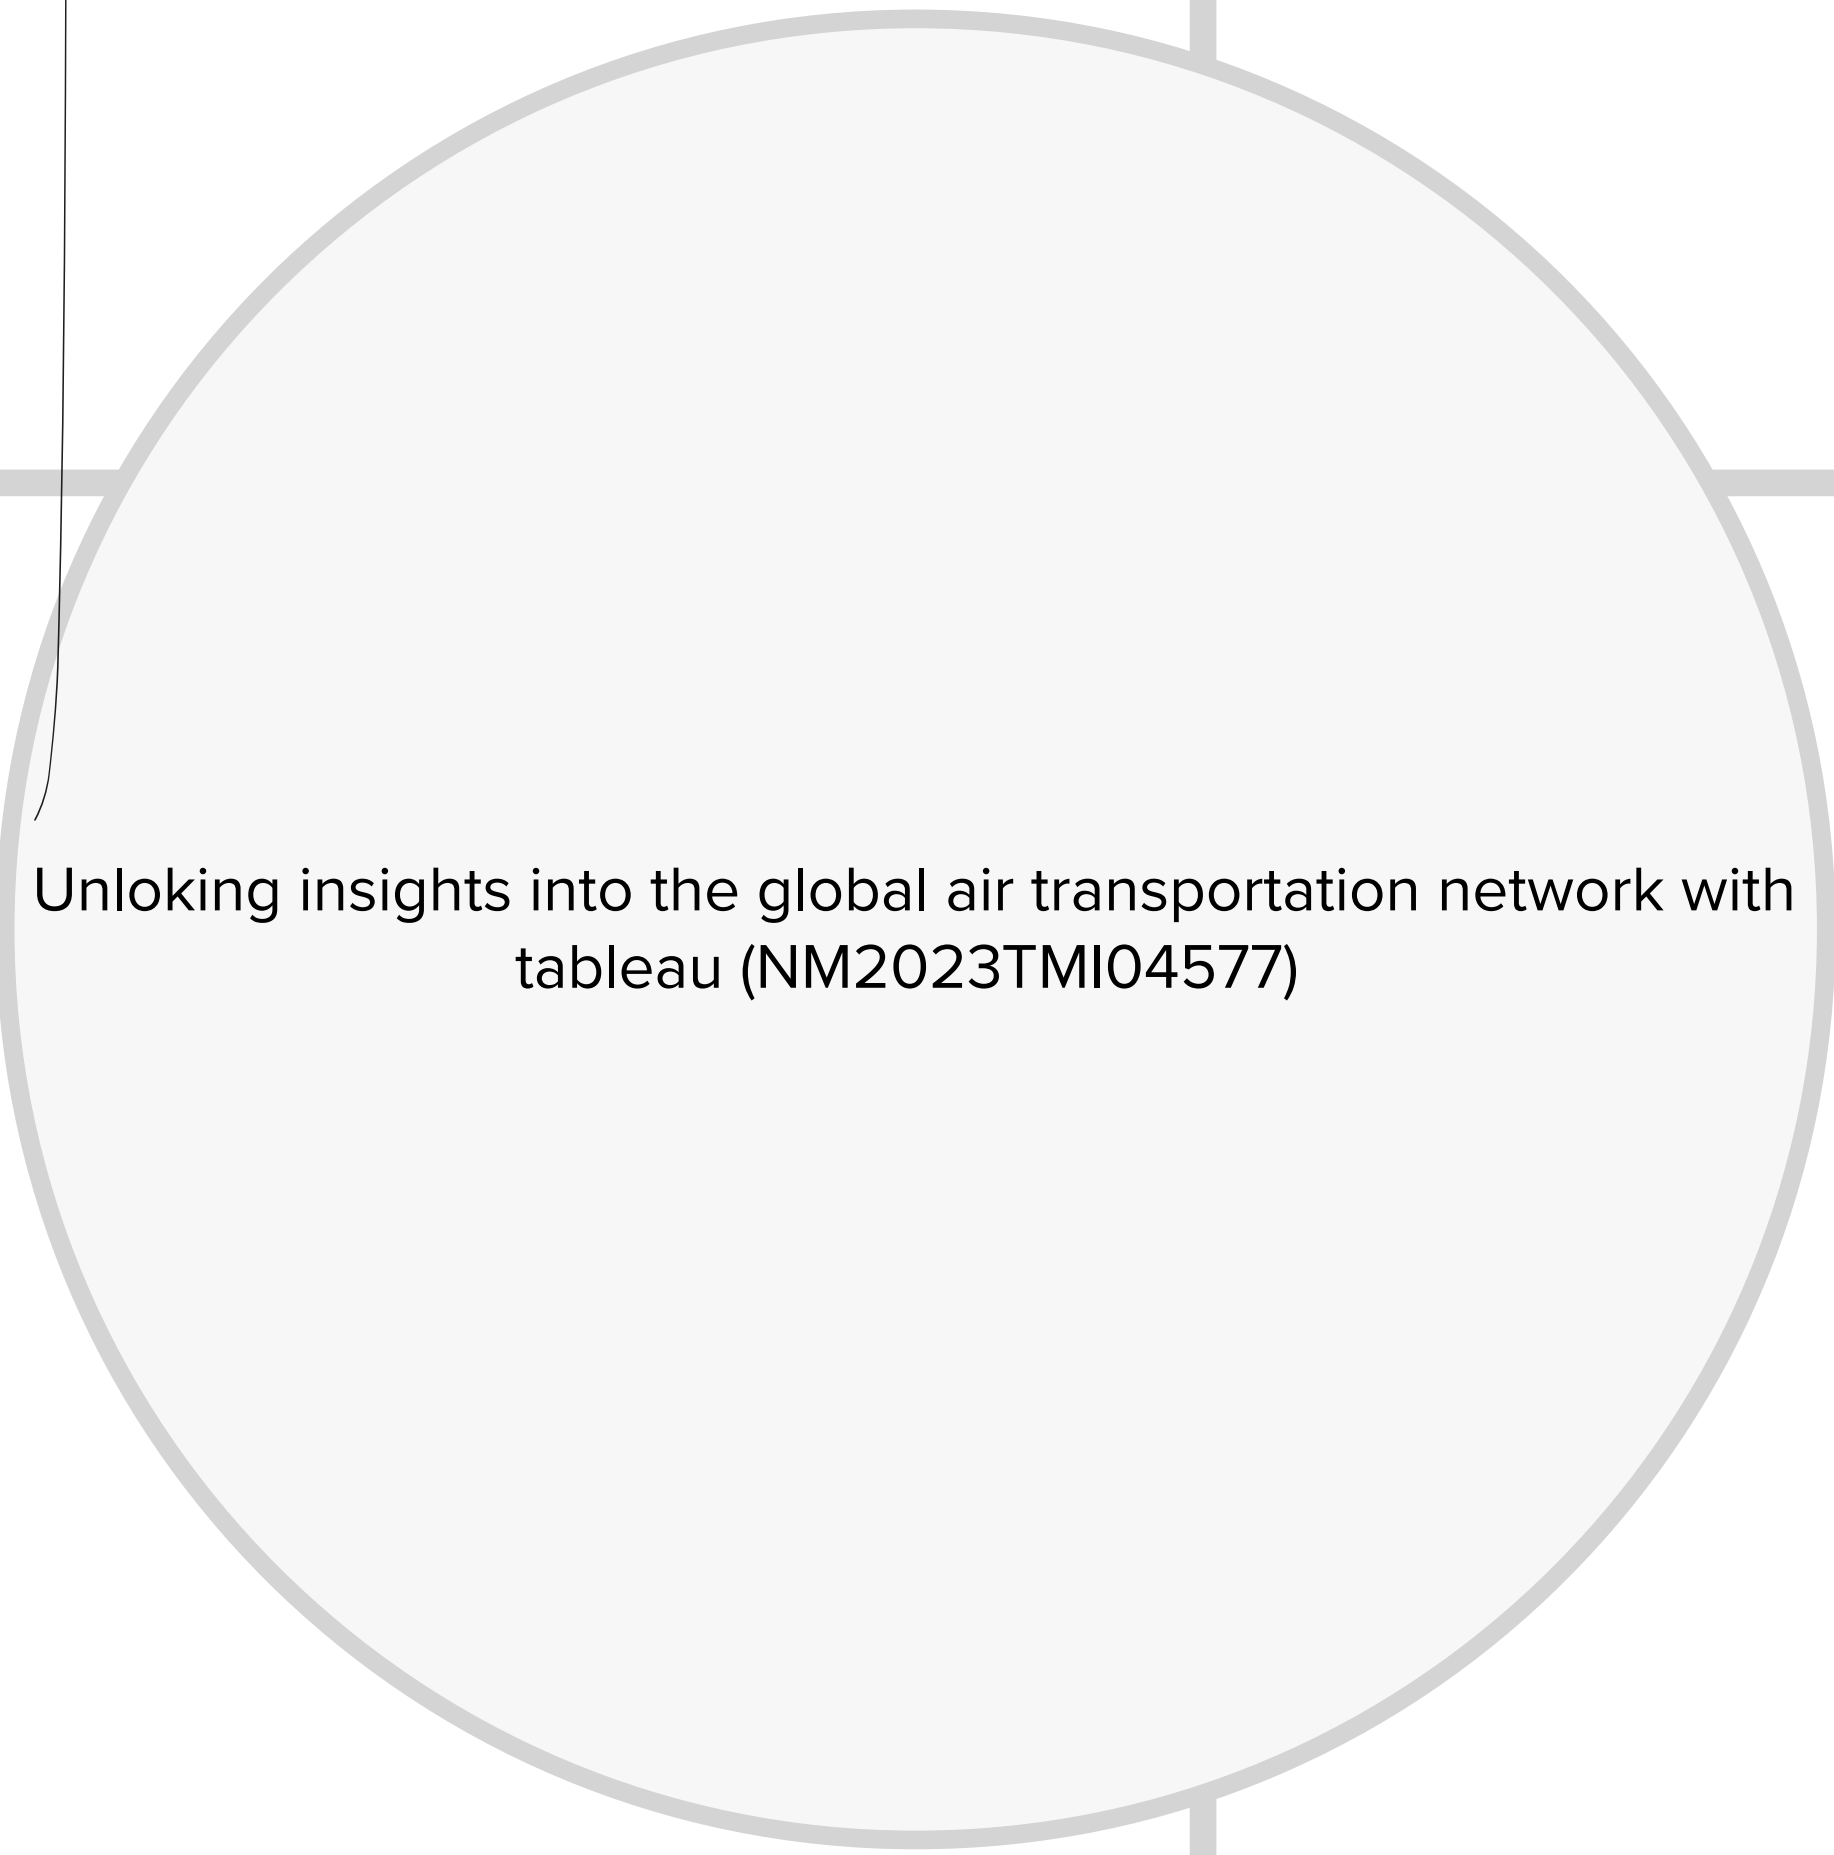 Unloking insights into the global air transportation network with
tableau (NM2023TMI04577)